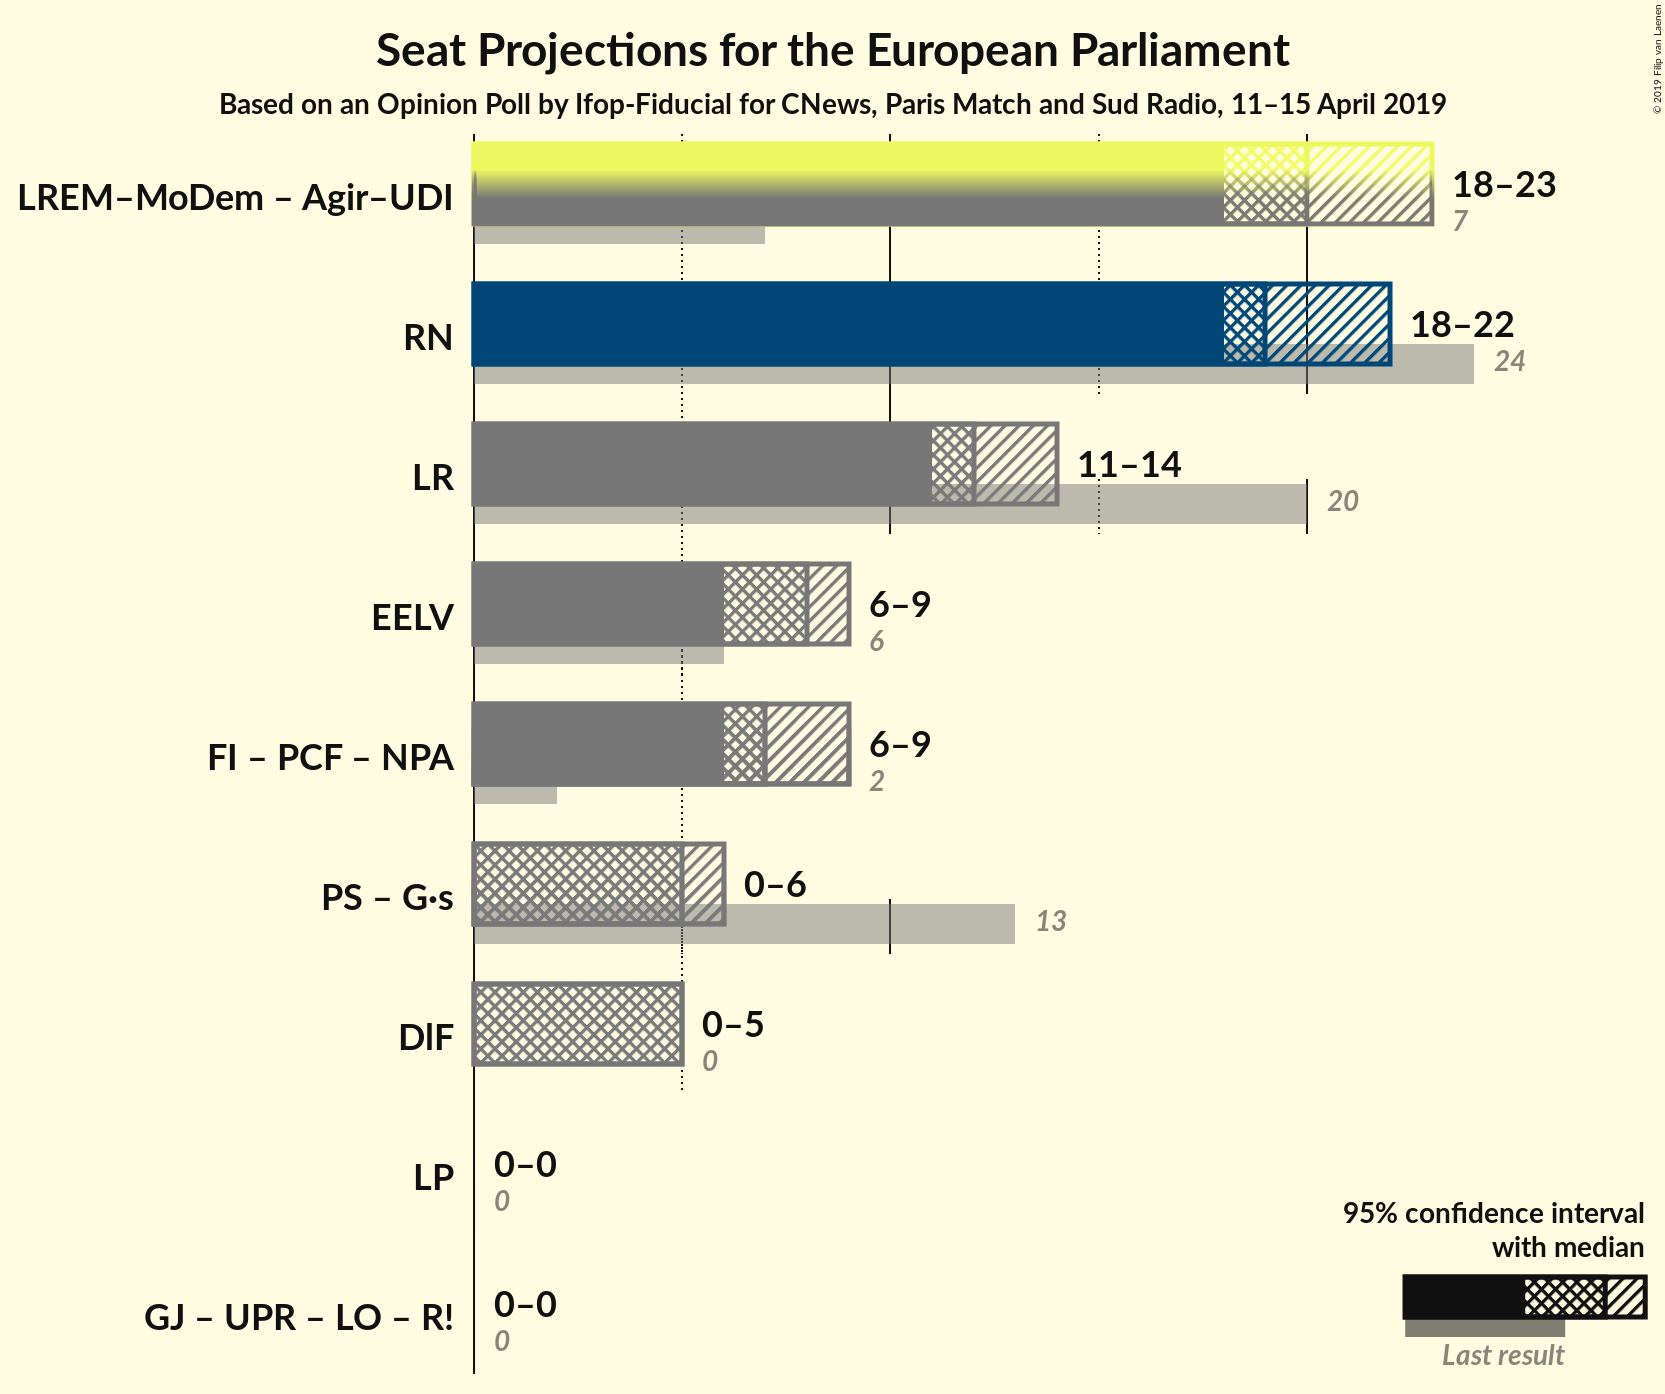 Seat Projections for the European Parliament
Based on an Opinion Poll by Ifop-Fiducial for CNews, Paris Match and Sud Radio, 11–15 April 2019
© 2019 Filip van Laenen
LREM–MoDem – Agir–UDI
18–23
7
RN
18–22
24
LR
11–14
20
EELV
6–9
6
FI – PCF – NPA
6–9
2
PS – G·s
0–6
13
DlF
0–5
0
LP
0–0
0
GJ – UPR – LO – R!
0–0
0
95% confidence interval
with median
Last result